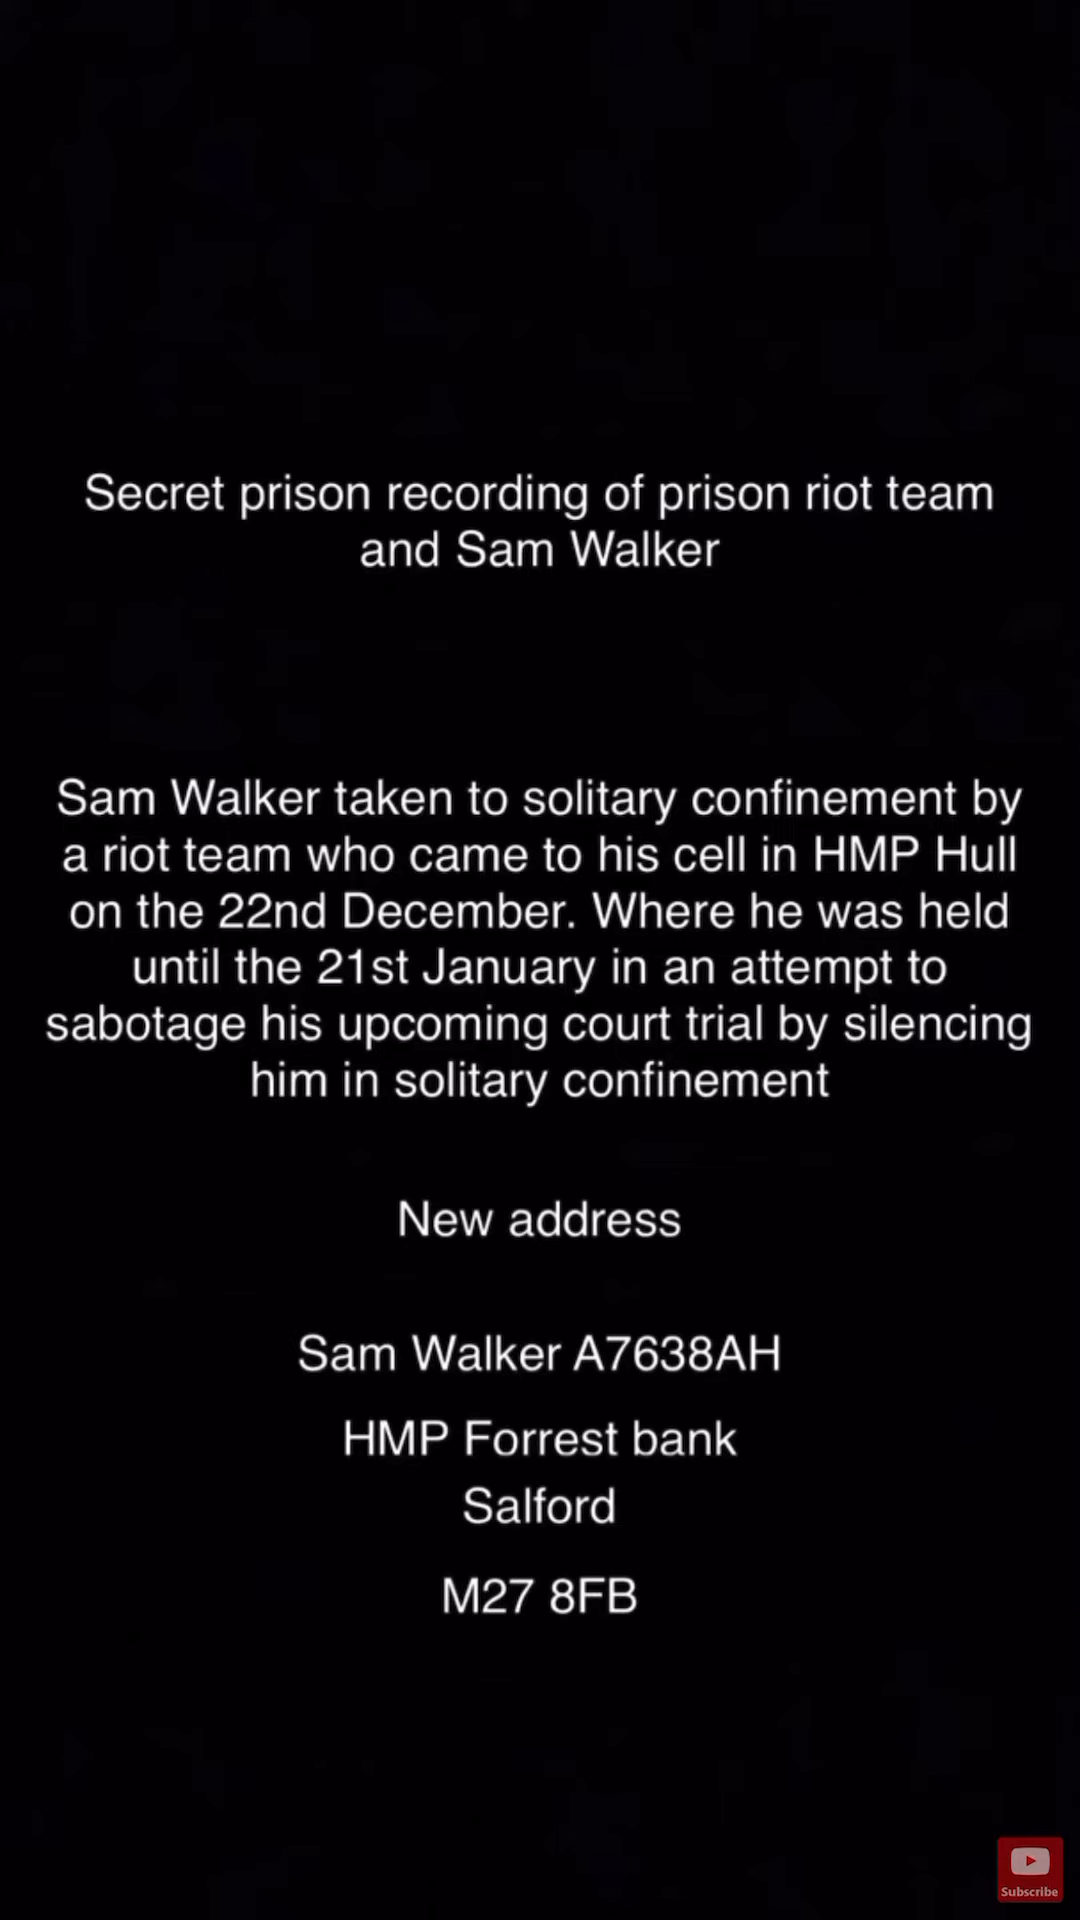 Secret prison recording of prison riot team
and Sam Walker
Sam Walker taken to solitary confinement by
a riot team who came to his cell in HMP Hull
on the 22nd December. Where he was held
until the 21st January in an attempt to
sabotage his upcoming court trial by silencing
him in solitary confinement
New address
Sam Walker A7638AH
HMP Forrest bank
Salford
M27 8FB
Subscribe